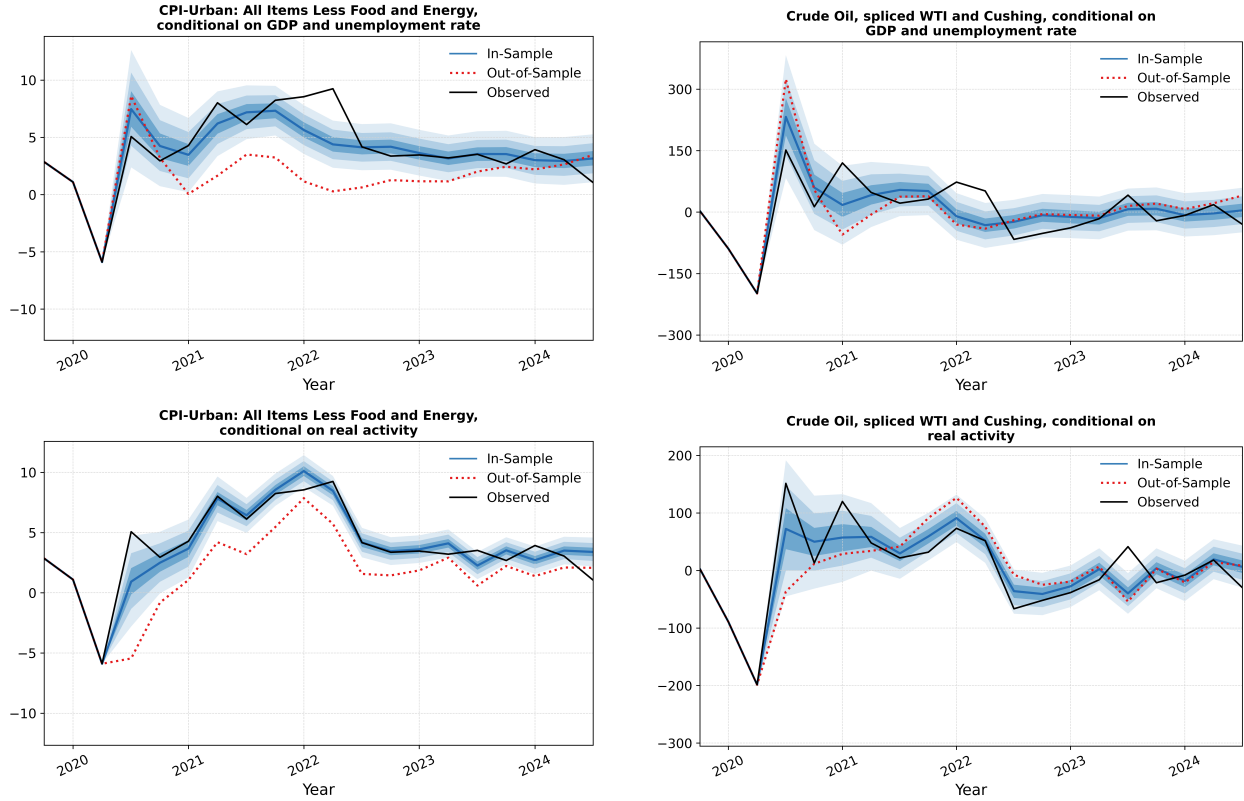 CPI-Urban: All Items Less Food and Energy,
conditional on GDP and unemployment rate
10
5
0
−5
−10
In-Sample
Out-of-Sample
Observed
2020
2021
2022
2023
2024
Year
Crude Oil, spliced WTI and Cushing, conditional on
GDP and unemployment rate
300
150
0
−150
−300
In-Sample
Out-of-Sample
Observed
2020
2021
2022
2023
2024
Year
CPI-Urban: All Items Less Food and Energy,
conditional on real activity
10
5
0
−5
−10
In-Sample
Out-of-Sample
Observed
2020
2021
2022
2023
2024
Year
Crude Oil, spliced WTI and Cushing, conditional on
real activity
200
100
0
−100
−200
−300
In-Sample
Out-of-Sample
Observed
2020
2021
2022
2023
2024
Year